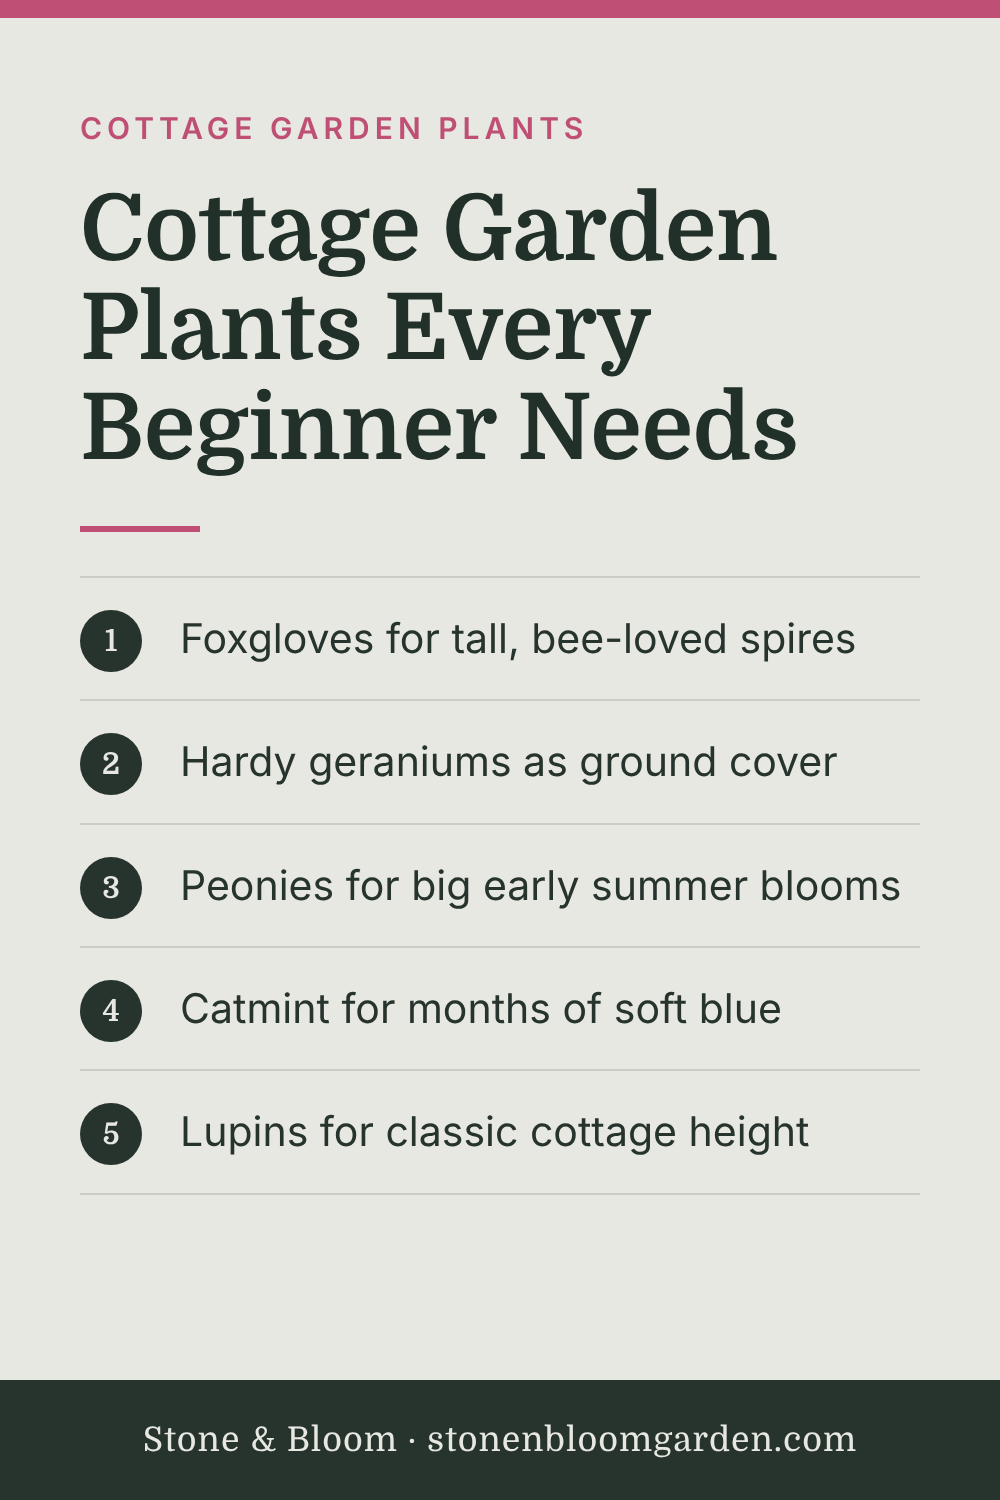 COTTAGE GARDEN PLANTS
Cottage Garden
Plants Every
Beginner Needs
1 Foxgloves for tall, bee-loved spires
2 Hardy geraniums as ground cover
3 Peonies for big early summer blooms
4 Catmint for months of soft blue
5 Lupins for classic cottage height
Stone & Bloom · stonenbloomgarden.com